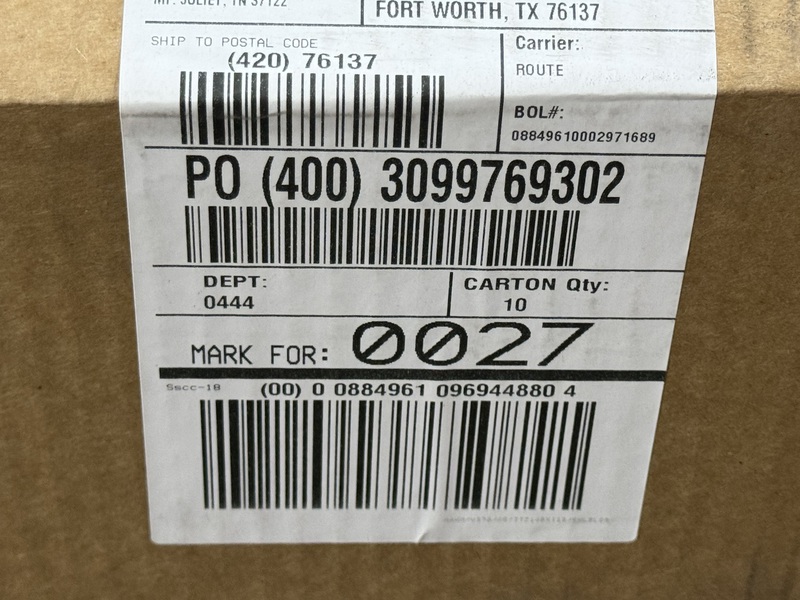 MT. JULIET, TN 37122
FORT WORTH, TX 76137
SHIP TO POSTAL CODE
(420) 76137
Carrier:
ROUTE
BOL#:
08849610002971689
PO (400) 3099769302
DEPT:
0444
CARTON Qty:
10
MARK FOR: 0027
Sscc-18
(00) 0 0884961 096944880 4